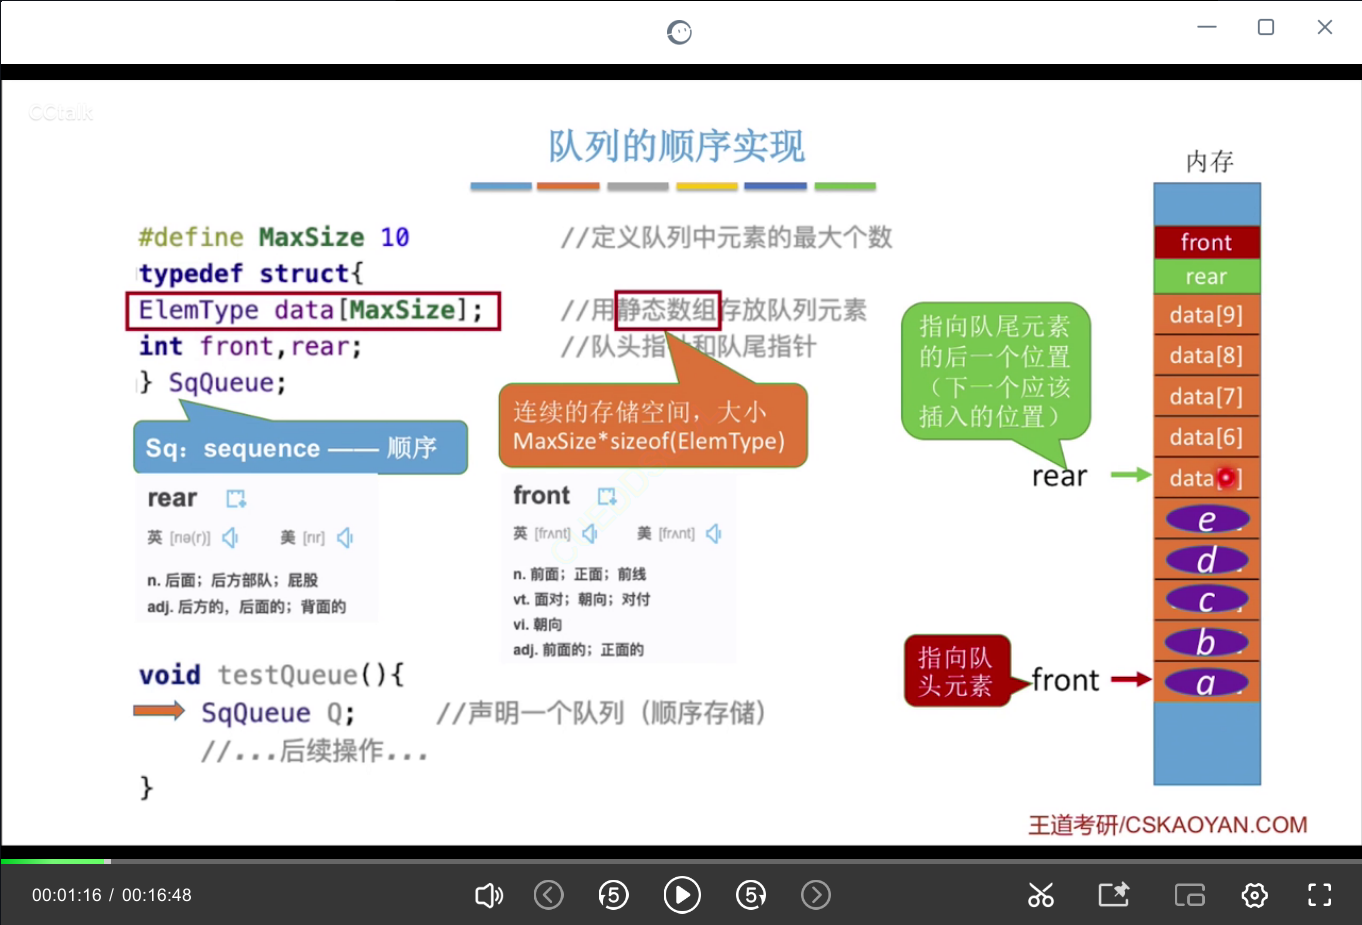 CCtalk
队列的顺序实现
#define MaxSize 10 //定义队列中元素的最大个数
typedef struct{
ElemType data[MaxSize]; //用静态数组存放队列元素
int front,rear; //队头指针和队尾指针
} SqQueue;
Sq：sequence —— 顺序
连续的存储空间，大小
MaxSize*sizeof(ElemType)
rear
英 [rɪə(r)] 美 [rɪr]
n. 后面；后方部队；屁股
adj. 后方的，后面的；背面的
front
英 [frʌnt] 美 [frʌnt]
n. 前面；正面；前线
vt. 面对；朝向；对付
vi. 朝向
adj. 前面的；正面的
void testQueue(){
SqQueue Q; //声明一个队列（顺序存储）
//...后续操作...
}
指向队尾元素
的后一个位置
（下一个应该
插入的位置）
rear
指向队
头元素
front
内存
front
rear
data[9]
data[8]
data[7]
data[6]
data[ ]
e
d
c
b
a
王道考研/CSKAOYAN.COM
00:01:16 / 00:16:48
5
5